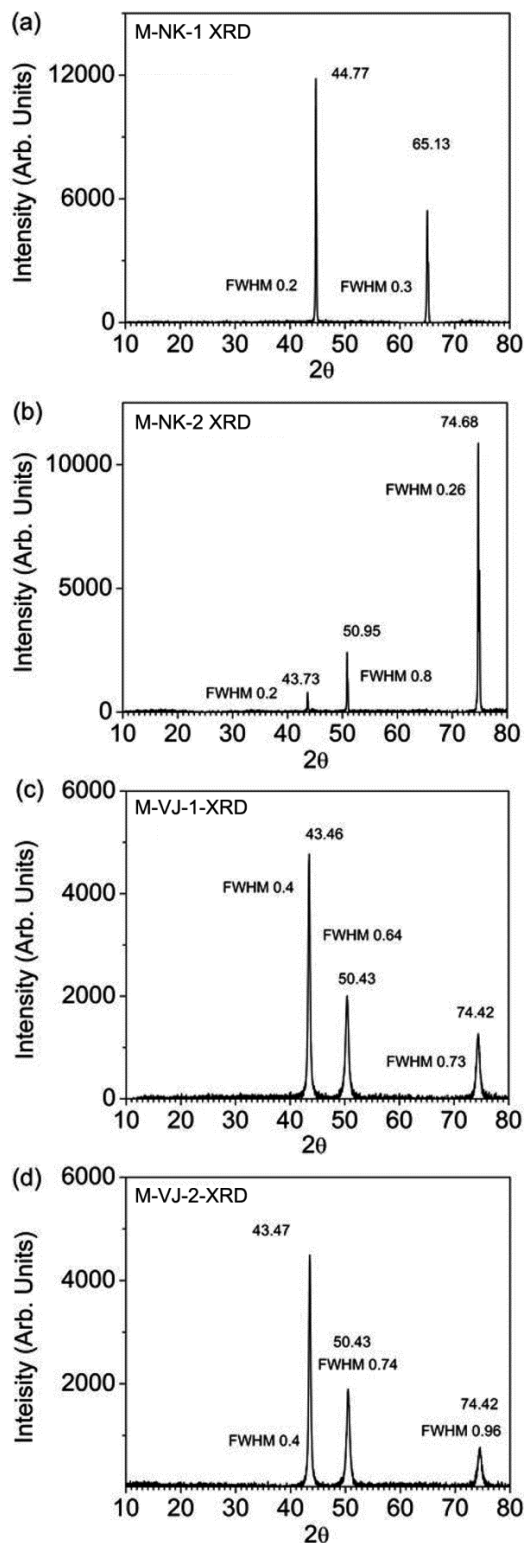 (a)
M-NK-1 XRD
44.77
65.13
FWHM 0.2
FWHM 0.3
12000
6000
0
Intensity (Arb. Units)
10 20 30 40 50 60 70 80
2θ
(b)
M-NK-2 XRD
74.68
FWHM 0.26
50.95
43.73
FWHM 0.8
FWHM 0.2
10000
5000
0
Intensity (Arb. Units)
10 20 30 40 50 60 70 80
2θ
(c)
M-VJ-1-XRD
43.46
FWHM 0.4
FWHM 0.64
50.43
74.42
FWHM 0.73
6000
4000
2000
0
Intensity (Arb. Units)
10 20 30 40 50 60 70 80
2θ
(d)
M-VJ-2-XRD
43.47
50.43
FWHM 0.74
74.42
FWHM 0.96
FWHM 0.4
6000
4000
2000
Inteisity (Arb. Units)
10 20 30 40 50 60 70 80
2θ